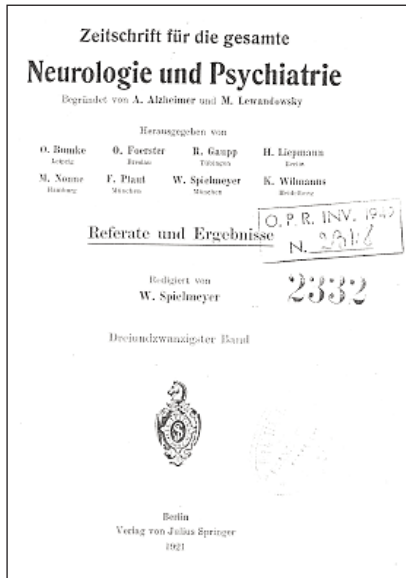 Zeitschrift für die gesamte
Neurologie und Psychiatrie
Begründet von A. Alzheimer und M. Lewandowsky
Herausgegeben von
O. Bumke O. Foerster R. Gaupp H. Liepmann
Leipzig Breslau Tübingen Berlin
M. Nonne F. Plaut W. Spielmeyer K. Wilmanns
Hamburg München München Heidelberg
Referate und Ergebnisse
O.P.R. INV.
N.
Redigiert von
W. Spielmeyer
2332
Dreiundzwanzigster Band
Berlin
Verlag von Julius Springer
1921